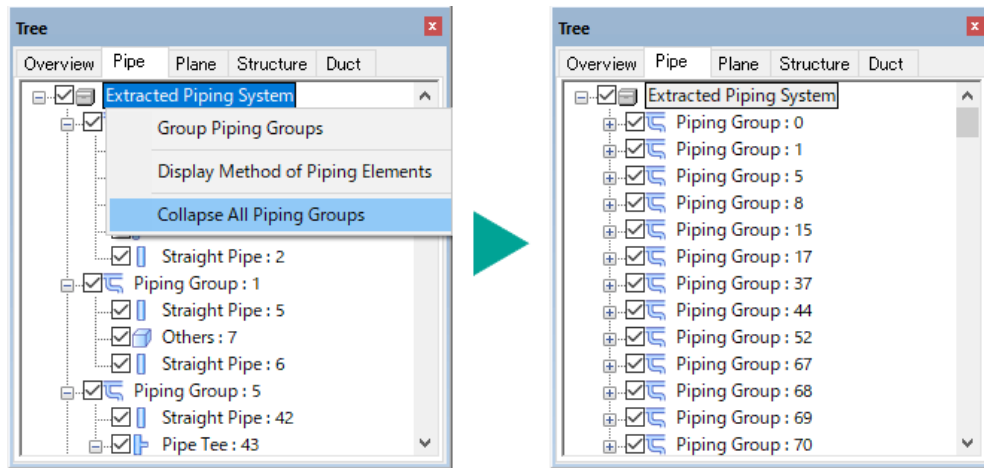 Tree
Overview Pipe Plane Structure Duct
Extracted Piping System
Group Piping Groups
Display Method of Piping Elements
Collapse All Piping Groups
Straight Pipe : 2
Piping Group : 1
Straight Pipe : 5
Others : 7
Straight Pipe : 6
Piping Group : 5
Straight Pipe : 42
Pipe Tee : 43
Tree
Overview Pipe Plane Structure Duct
Extracted Piping System
Piping Group : 0
Piping Group : 1
Piping Group : 5
Piping Group : 8
Piping Group : 15
Piping Group : 17
Piping Group : 37
Piping Group : 44
Piping Group : 52
Piping Group : 67
Piping Group : 68
Piping Group : 69
Piping Group : 70